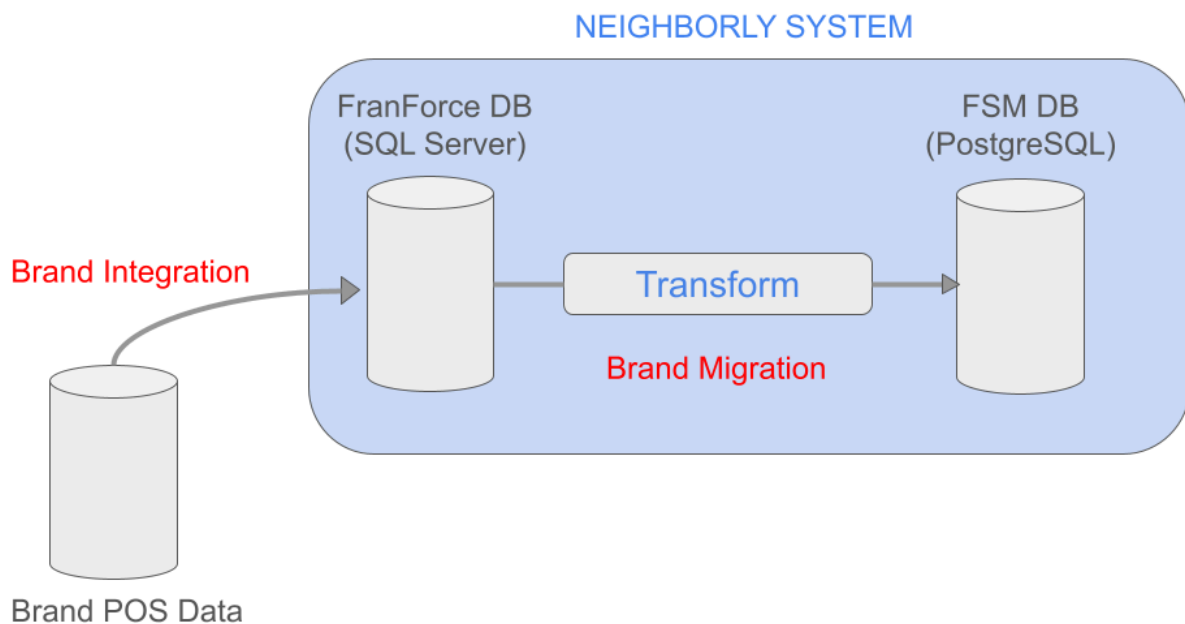 NEIGHBORLY SYSTEM
FranForce DB
(SQL Server)
FSM DB
(PostgreSQL)
Brand Integration
Transform
Brand Migration
Brand POS Data